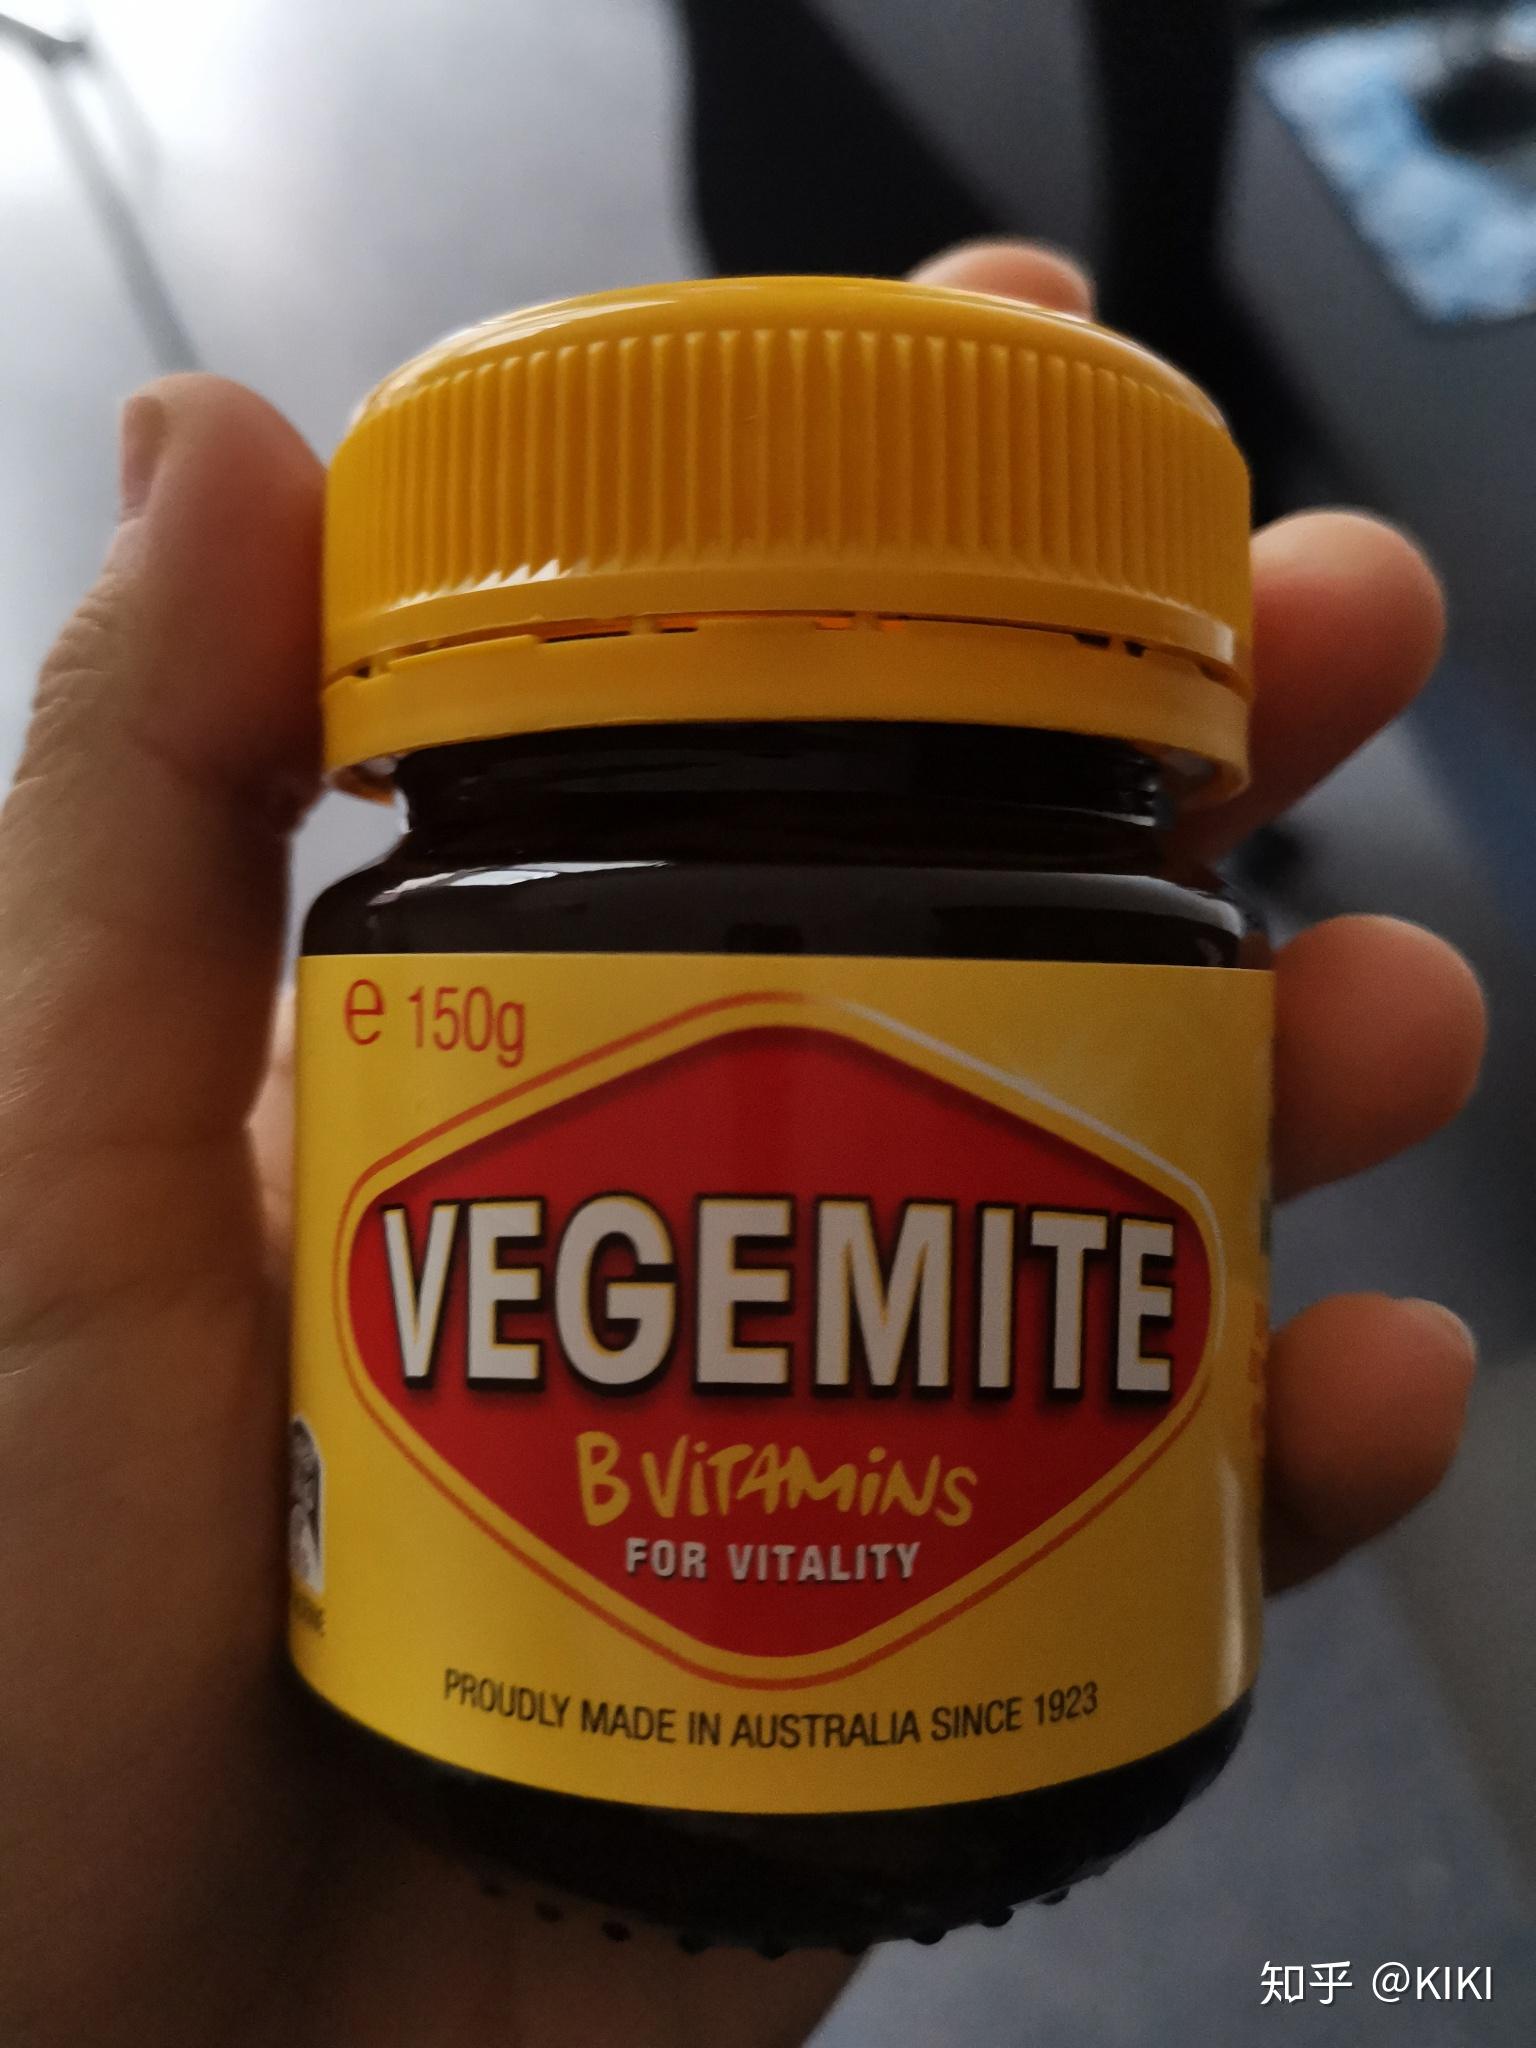 e 150g
VEGEMITE
B VITAMINS
FOR VITALITY
PROUDLY MADE IN AUSTRALIA SINCE 1923
知乎 @KIKI